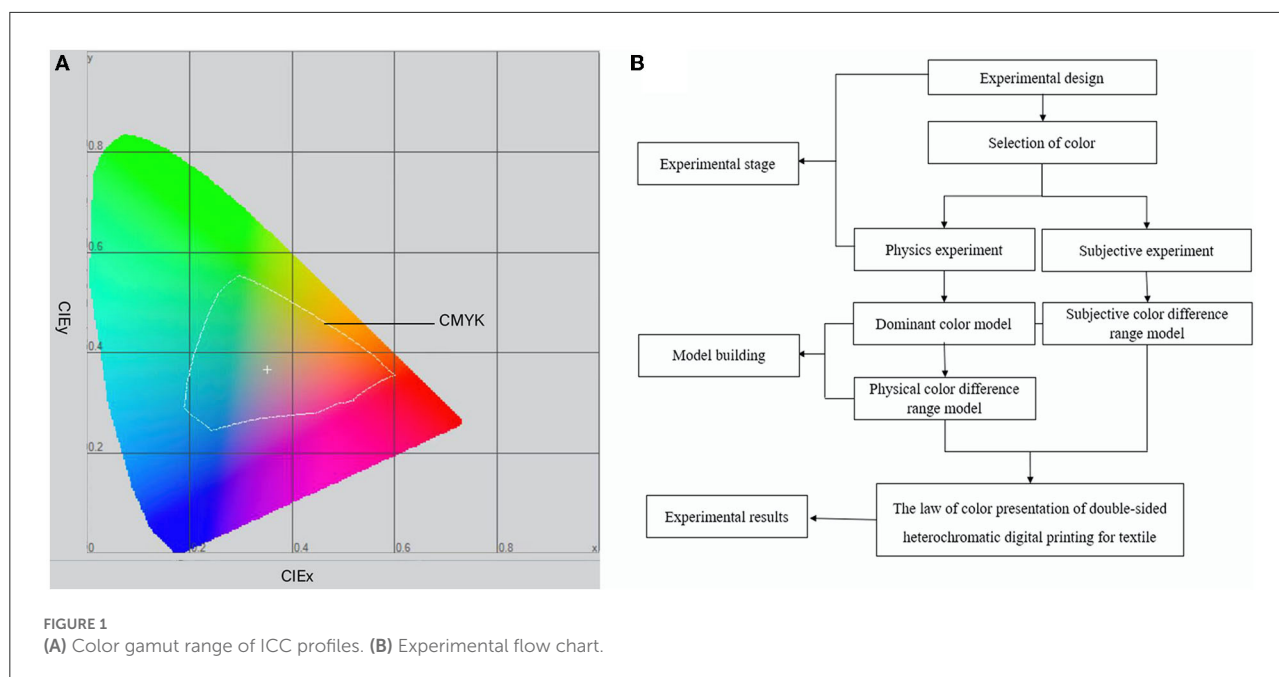 A
y
0.8
0.6
0.4
0.2
0
0.2
0.4
0.6
x
CIEy
CIEx
CMYK
B
Experimental design
Selection of color
Experimental stage
Physics experiment
Subjective experiment
Dominant color model
Subjective color difference
range model
Model building
Physical color difference
range model
Experimental results
The law of color presentation of double-sided
heterochromatic digital printing for textile
FIGURE 1
(A) Color gamut range of ICC profiles. (B) Experimental flow chart.